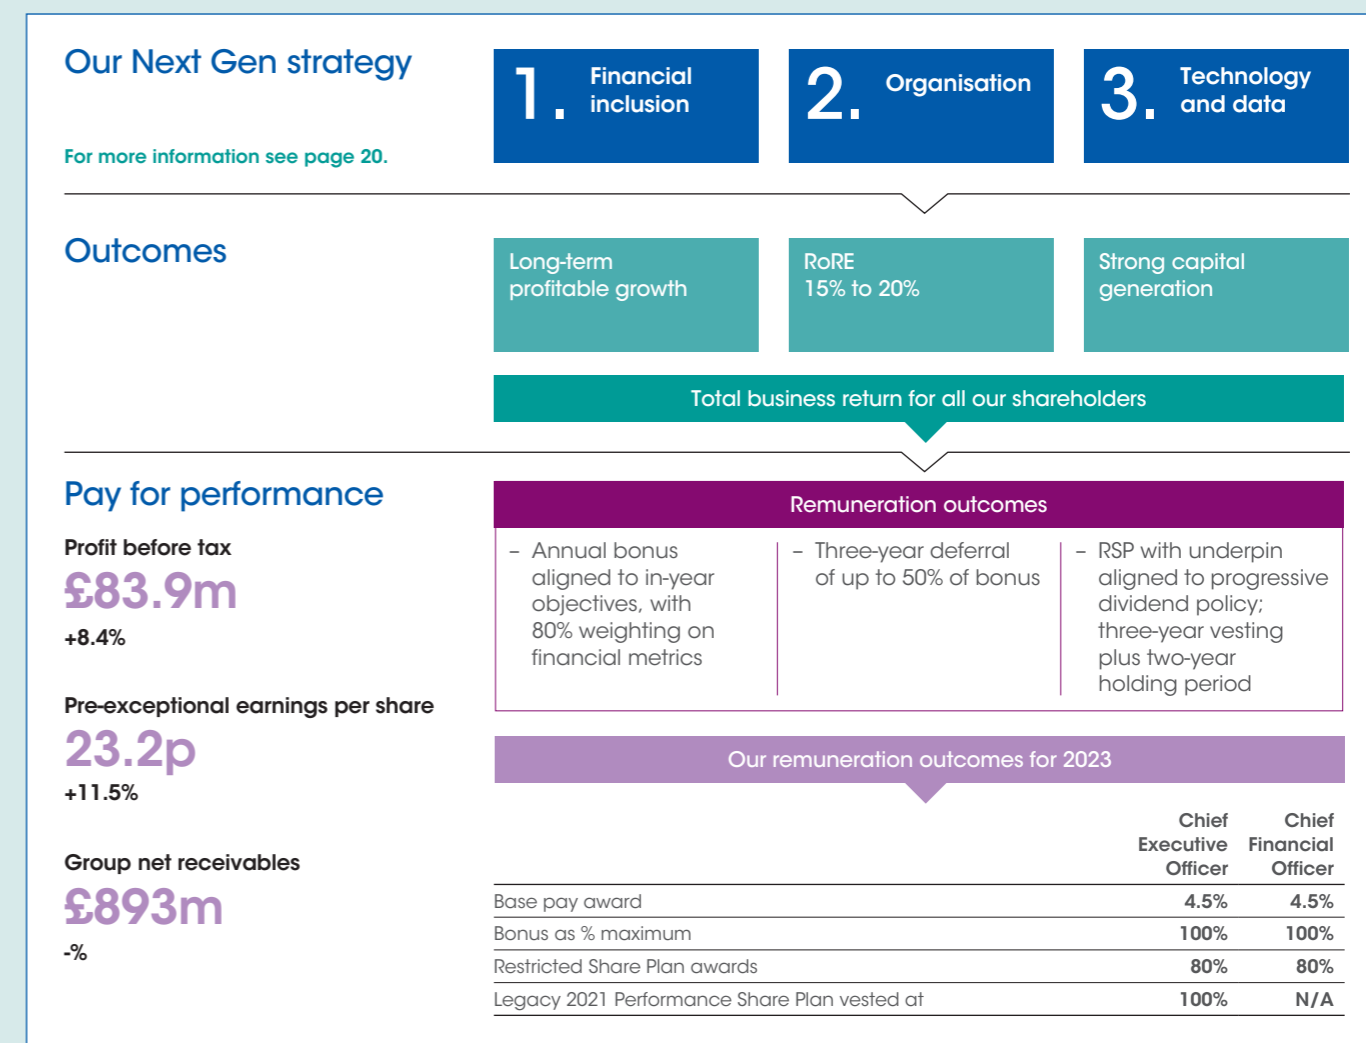 Our Next Gen strategy
For more information see page 20.
1.
Financial
inclusion
2.
Organisation
3.
Technology
and data
Outcomes
Long-term
profitable growth
RoRE
15% to 20%
Strong capital
generation
Total business return for all our shareholders
Pay for performance
Profit before tax
£83.9m
+8.4%
Pre-exceptional earnings per share
23.2p
+11.5%
Group net receivables
£893m
-%
Remuneration outcomes
– Annual bonus
aligned to in-year
objectives, with
80% weighting on
financial metrics
– Three-year deferral
of up to 50% of bonus
– RSP with underpin
aligned to progressive
dividend policy;
three-year vesting
plus two-year
holding period
Our remuneration outcomes for 2023
Chief
Executive
Officer
Chief
Financial
Officer
Base pay award 4.5% 4.5%
Bonus as % maximum 100% 100%
Restricted Share Plan awards 80% 80%
Legacy 2021 Performance Share Plan vested at 100% N/A